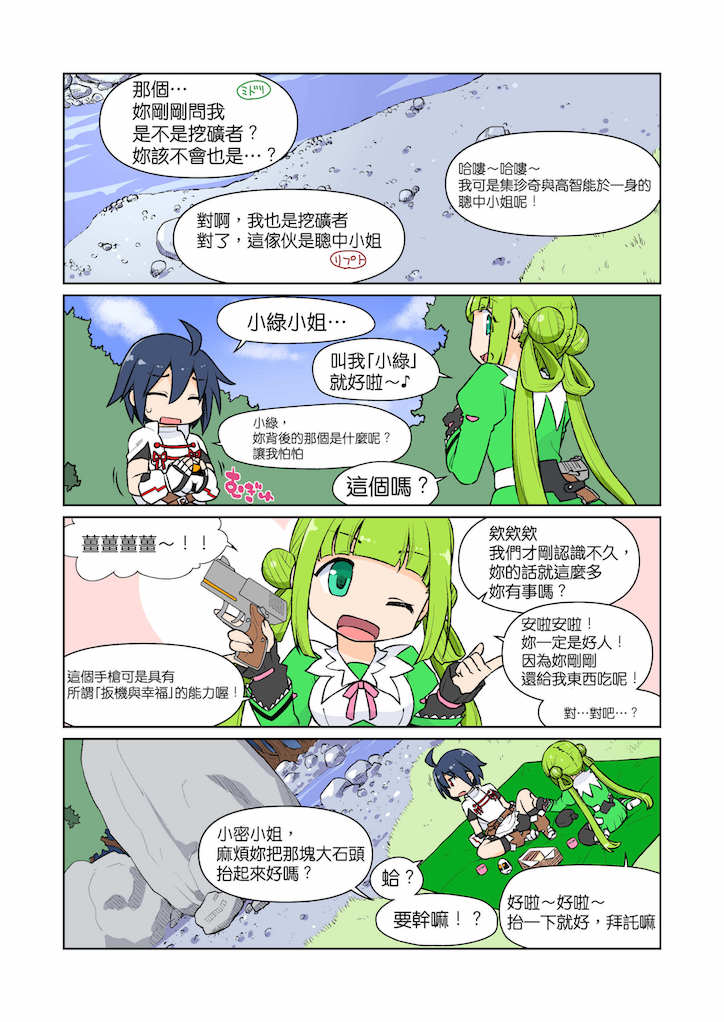 那個⋯
妳剛剛問我
是不是挖礦者？
妳該不會也是⋯？
ミドリ
哈嘍～哈嘍～
我可是集珍奇與高智能於一身的
聰中小姐呢！
對啊，我也是挖礦者
對了，這傢伙是聰中小姐
リプト
小綠小姐⋯
叫我「小綠」
就好啦～♪
小綠，
妳背後的那個是什麼呢？
讓我怕怕
むぎゅ
這個嗎？
薑薑薑薑～！！
欸欸欸
我們才剛認識不久，
妳的話就這麼多
妳有事嗎？
安啦安啦！
妳一定是好人！
因為妳剛剛
還給我東西吃呢！
對⋯對吧⋯？
這個手槍可是具有
所謂「扳機與幸福」的能力喔！
小密小姐，
麻煩妳把那塊大石頭
抬起來好嗎？
蛤？
要幹嘛！？
好啦～好啦～
抬一下就好，拜託嘛